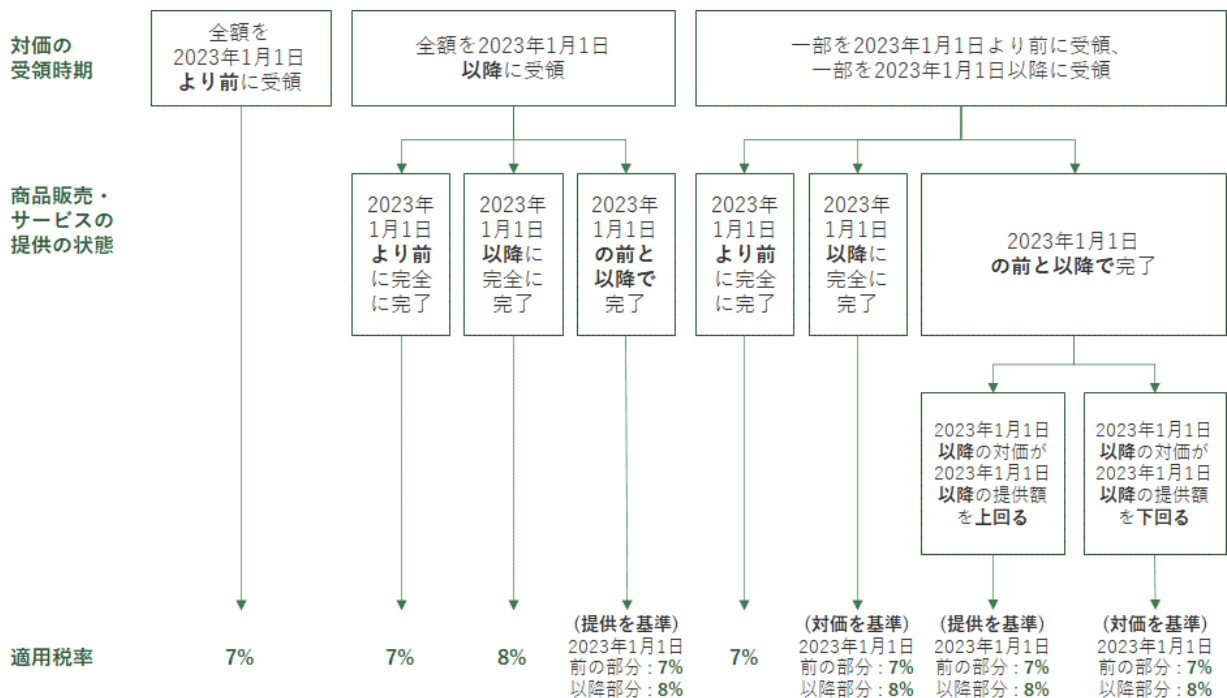 対価の
受領時期
全額を
2023年1月1日
より前に受領
全額を2023年1月1日
以降に受領
一部を2023年1月1日より前に受領、
一部を2023年1月1日以降に受領
商品販売・
サービスの
提供の状態
2023年
1月1日
より前
に完全
に完了
2023年
1月1日
以降に
完全に
完了
2023年
1月1日
の前と
以降で
完了
2023年
1月1日
より前
に完全
に完了
2023年
1月1日
以降に
完全に
完了
2023年1月1日
の前と以降で完了
2023年1月1日
以降の対価が
2023年1月1日
以降の提供額
を上回る
2023年1月1日
以降の対価が
2023年1月1日
以降の提供額
を下回る
適用税率
7%
7%
8%
(提供を基準)
2023年1月1日
前の部分：7%
以降部分：8%
7%
(対価を基準)
2023年1月1日
前の部分：7%
以降部分：8%
(提供を基準)
2023年1月1日
前の部分：7%
以降部分：8%
(対価を基準)
2023年1月1日
前の部分：7%
以降部分：8%